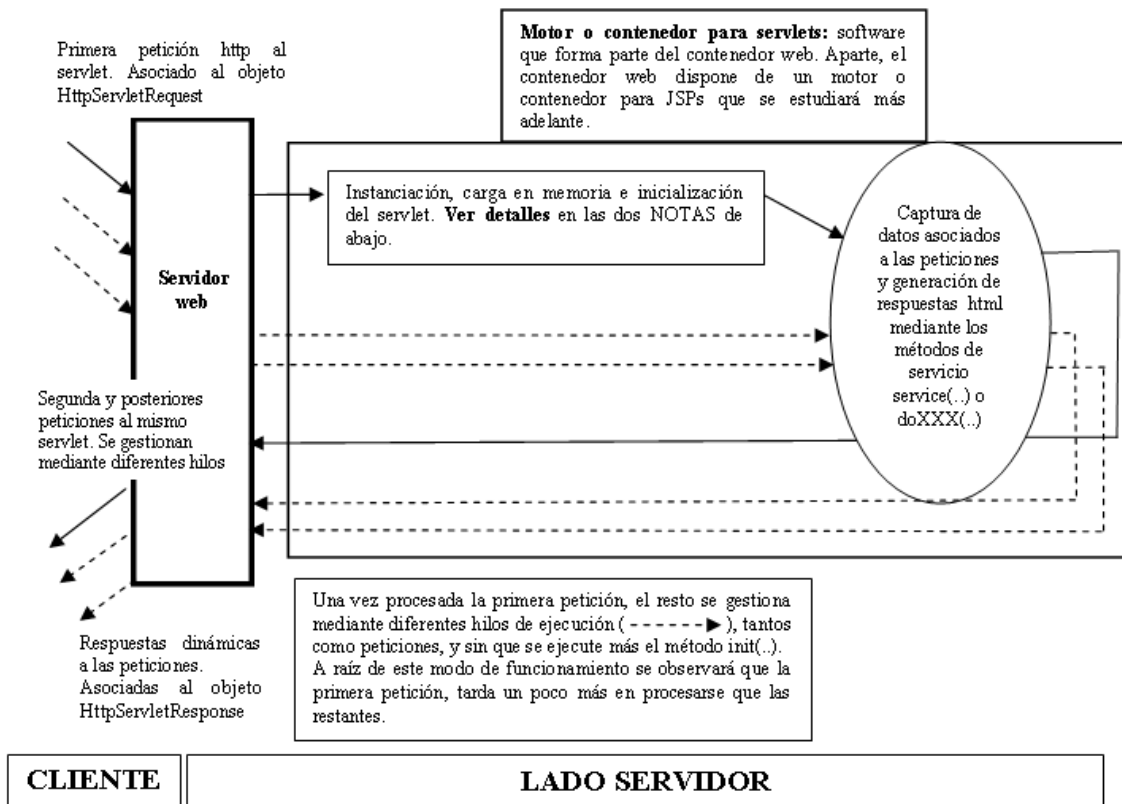 Primera petición http al
servlet. Asociado al objeto
HttpServletRequest
Motor o contenedor para servlets: software
que forma parte del contenedor web. Aparte, el
contenedor web dispone de un motor o
contenedor para JSPs que se estudiará más
adelante.
Instanciación, carga en memoria e inicialización
del servlet. Ver detalles en las dos NOTAS de
abajo.
Captura de
datos asociados
a las peticiones
y generación de
respuestas html
mediante los
métodos de
servicio
service(..) o
doXXX(..)
Servidor
web
Segunda y posteriores
peticiones al mismo
servlet. Se gestionan
mediante diferentes hilos
Respuestas dinámicas
a las peticiones.
Asociadas al objeto
HttpServletResponse
Una vez procesada la primera petición, el resto se gestiona
mediante diferentes hilos de ejecución ( ), tantos
como peticiones, y sin que se ejecute más el método init(..).
A raíz de este modo de funcionamiento se observará que la
primera petición, tarda un poco más en procesarse que las
restantes.
CLIENTE
LADO SERVIDOR